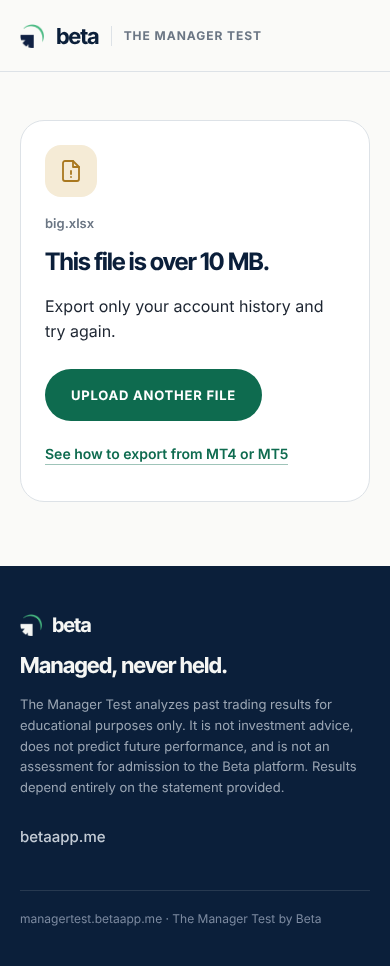 beta
THE MANAGER TEST
big.xlsx
This file is over 10 MB.
Export only your account history and
try again.
UPLOAD ANOTHER FILE
See how to export from MT4 or MT5
beta
Managed, never held.
The Manager Test analyzes past trading results for
educational purposes only. It is not investment advice,
does not predict future performance, and is not an
assessment for admission to the Beta platform. Results
depend entirely on the statement provided.
betaapp.me
managertest.betaapp.me · The Manager Test by Beta